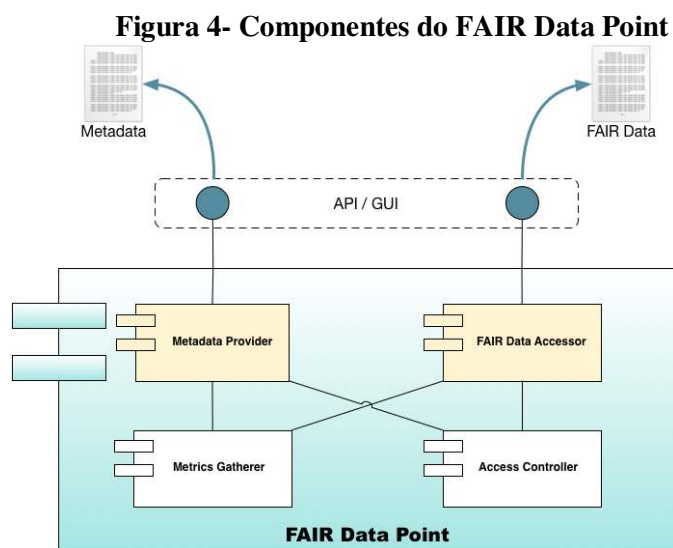 Figura 4- Componentes do FAIR Data Point
Metadata
FAIR Data
API / GUI
Metadata Provider
FAIR Data Accessor
Metrics Gatherer
Access Controller
FAIR Data Point